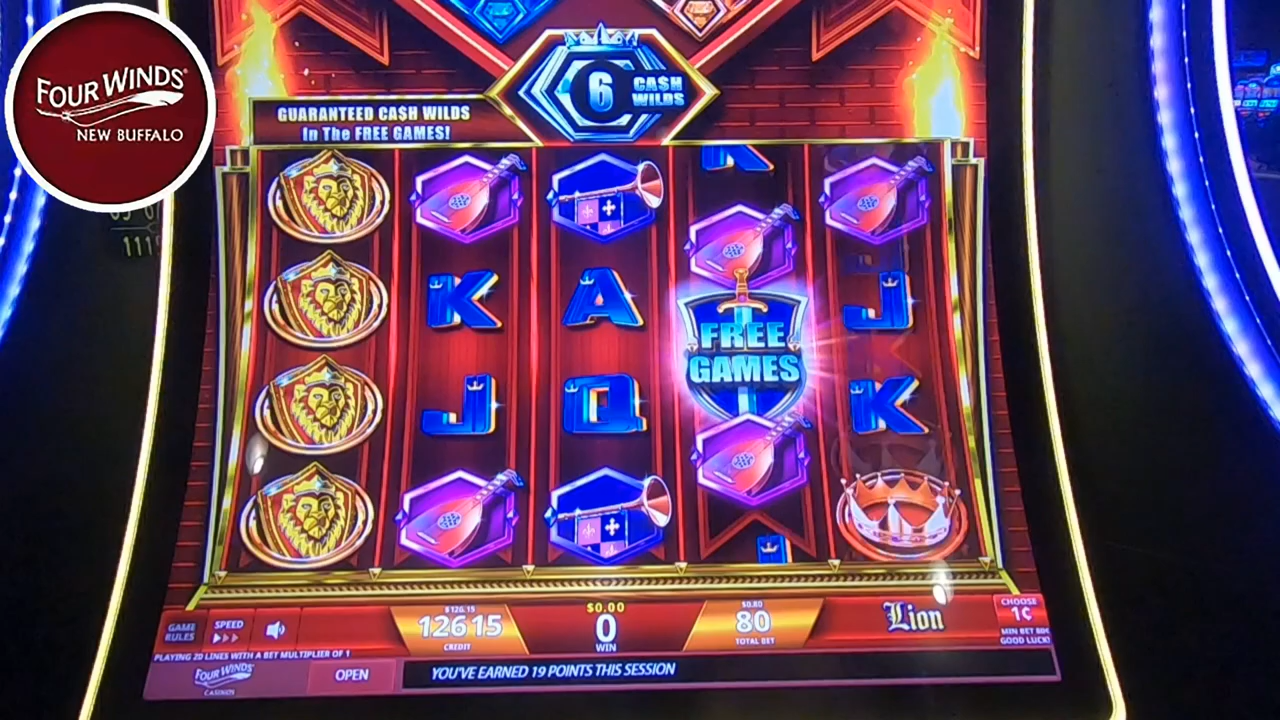 FOUR WINDS®
NEW BUFFALO
GUARANTEED CA$H WILDS
In The FREE GAMES!
6
CA$H
WILDS
K
K
A
J
FREE
GAMES
J
Q
K
GAME
RULES
SPEED
$126.15
12615
CREDIT
$0.00
0
WIN
$0.80
80
TOTAL BET
Lion
CHOOSE
1¢
MIN BET 80¢
GOOD LUCK!
PLAYING 20 LINES WITH A BET MULTIPLIER OF 1
FOUR WINDS
CASINOS
OPEN
YOU'VE EARNED 19 POINTS THIS SESSION